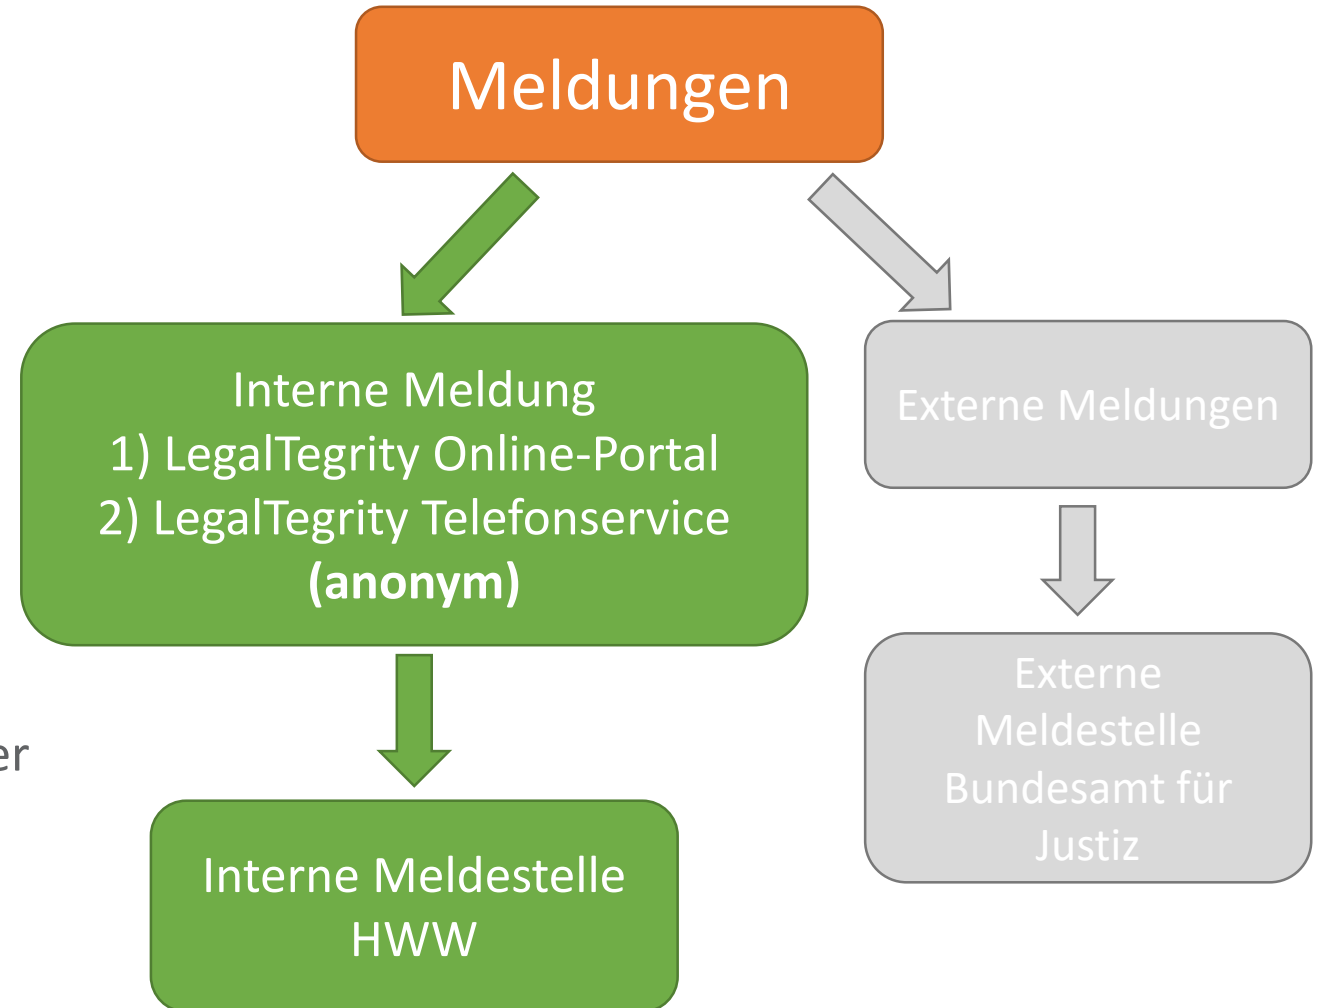 Meldungen
Interne Meldung
1) LegalTegrity Online-Portal
2) LegalTegrity Telefonservice
(anonym)
Externe Meldungen
Externe
Meldestelle
Bundesamt für
Justiz
er
Interne Meldestelle
HWW